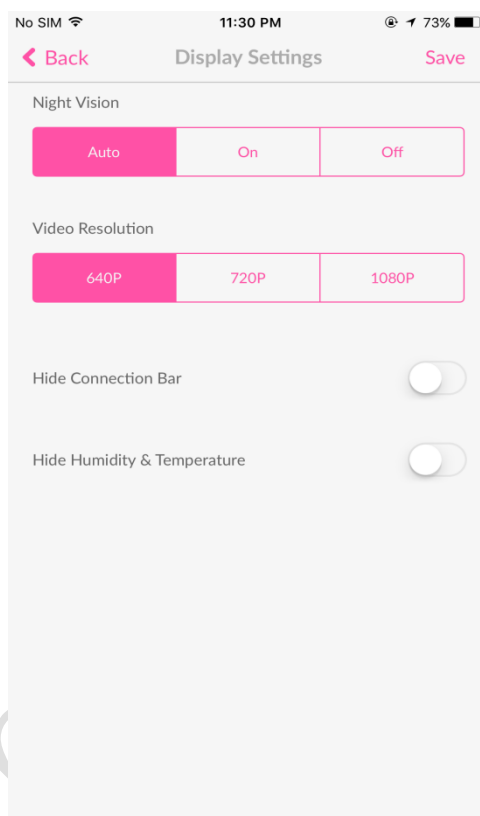 No SIM 11:30 PM 73%
Back Display Settings Save
Night Vision
Auto On Off
Video Resolution
640P 720P 1080P
Hide Connection Bar
Hide Humidity & Temperature